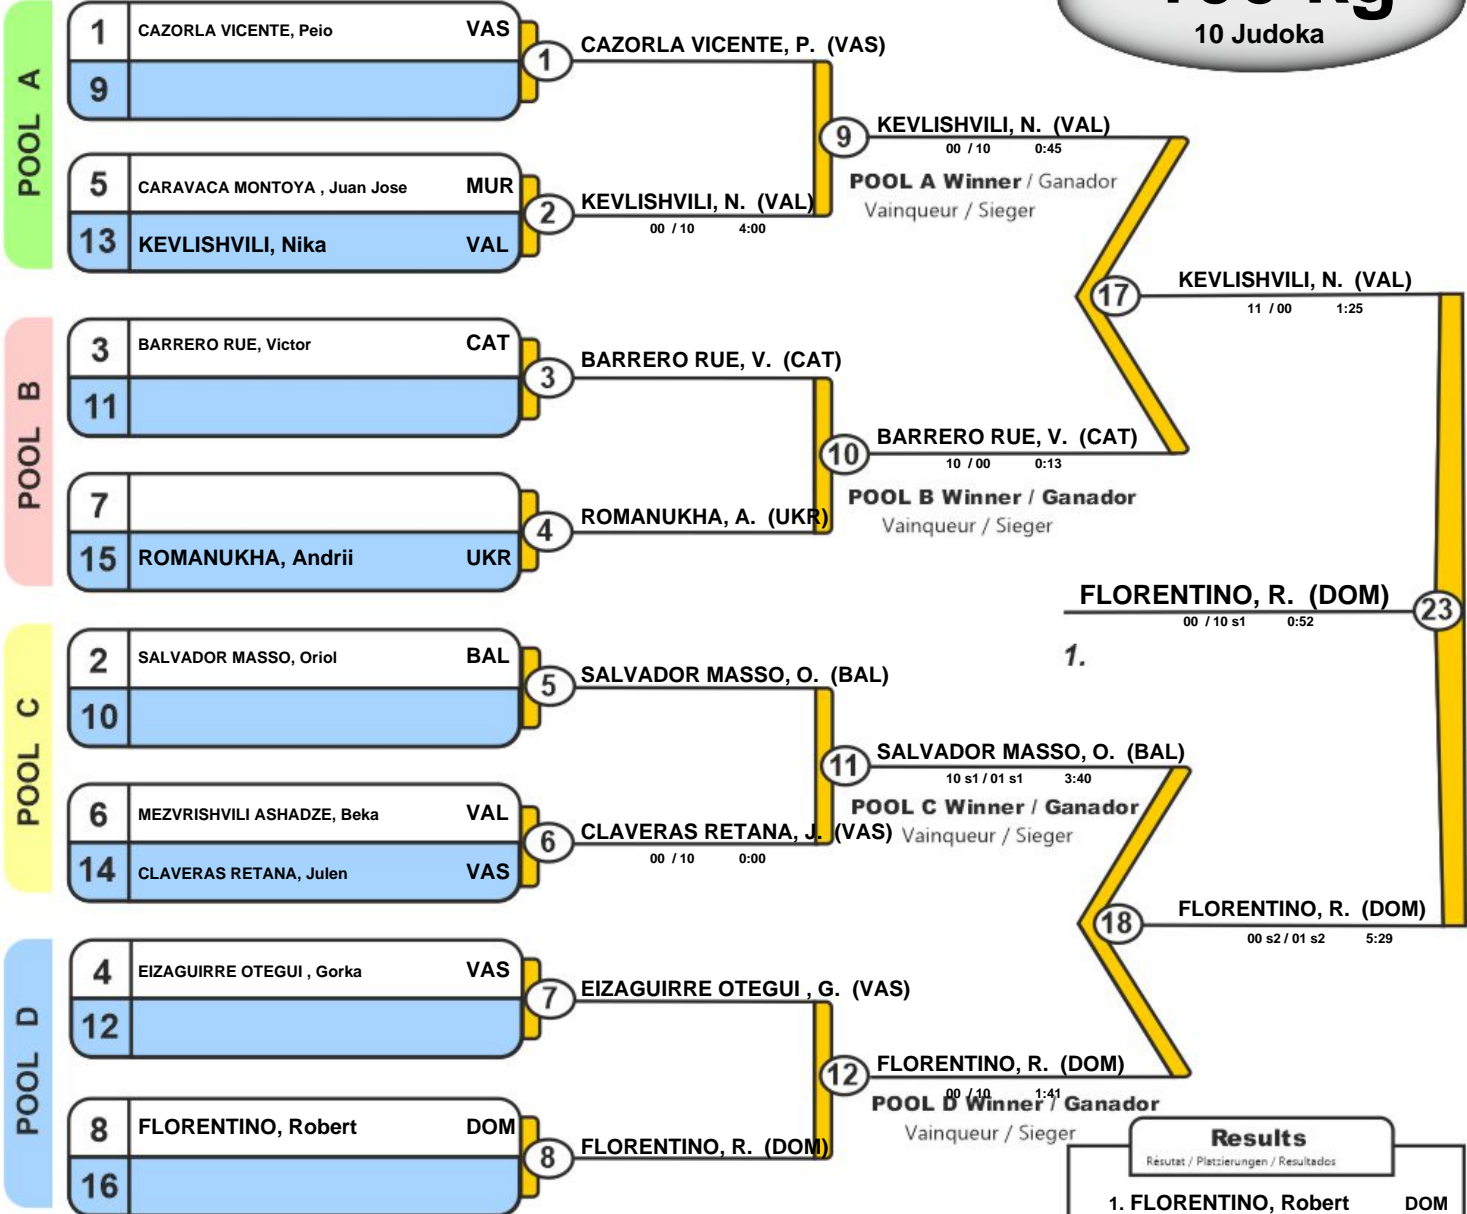 10 Judoka
POOL A
1 CAZORLA VICENTE, Peio VAS
9
1
CAZORLA VICENTE, P. (VAS)
5 CARAVACA MONTOYA , Juan Jose MUR
13 KEVLISHVILI, Nika VAL
2
KEVLISHVILI, N. (VAL)
00 / 10 4:00
9
KEVLISHVILI, N. (VAL)
00 / 10 0:45
POOL A Winner / Ganador
Vainqueur / Sieger
POOL B
3 BARRERO RUE, Victor CAT
11
3
BARRERO RUE, V. (CAT)
7
15 ROMANUKHA, Andrii UKR
4
ROMANUKHA, A. (UKR)
10
BARRERO RUE, V. (CAT)
10 / 00 0:13
POOL B Winner / Ganador
Vainqueur / Sieger
17
KEVLISHVILI, N. (VAL)
11 / 00 1:25
FLORENTINO, R. (DOM)
00 / 10 s1 0:52
23
1.
POOL C
2 SALVADOR MASSO, Oriol BAL
10
5
SALVADOR MASSO, O. (BAL)
6 MEZVRISHVILI ASHADZE, Beka VAL
14 CLAVERAS RETANA, Julen VAS
6
CLAVERAS RETANA, J. (VAS)
00 / 10 0:00
11
SALVADOR MASSO, O. (BAL)
10 s1 / 01 s1 3:40
POOL C Winner / Ganador
Vainqueur / Sieger
18
FLORENTINO, R. (DOM)
00 s2 / 01 s2 5:29
POOL D
4 EIZAGUIRRE OTEGUI , Gorka VAS
12
7
EIZAGUIRRE OTEGUI , G. (VAS)
8 FLORENTINO, Robert DOM
16
8
FLORENTINO, R. (DOM)
12
FLORENTINO, R. (DOM)
00 / 10 1:41
POOL D Winner / Ganador
Vainqueur / Sieger
Results
Résutat / Platzierungen / Resultados
1. FLORENTINO, Robert DOM